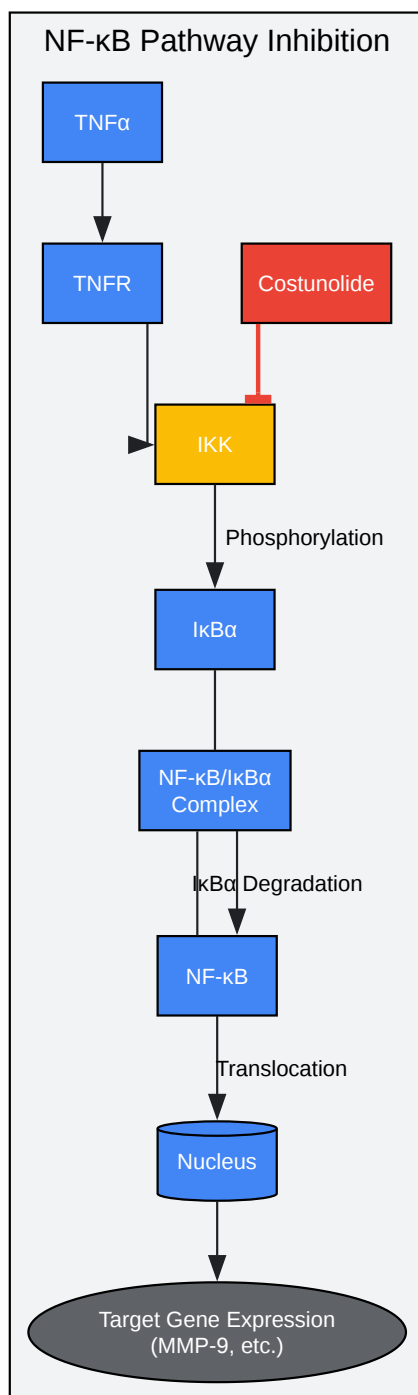 NF-κB Pathway Inhibition
TNFα
TNFR
Costunolide
IKK
Phosphorylation
IκBα
NF-κB/IκBα
Complex
IκBα Degradation
NF-κB
Translocation
Nucleus
Target Gene Expression
(MMP-9, etc.)